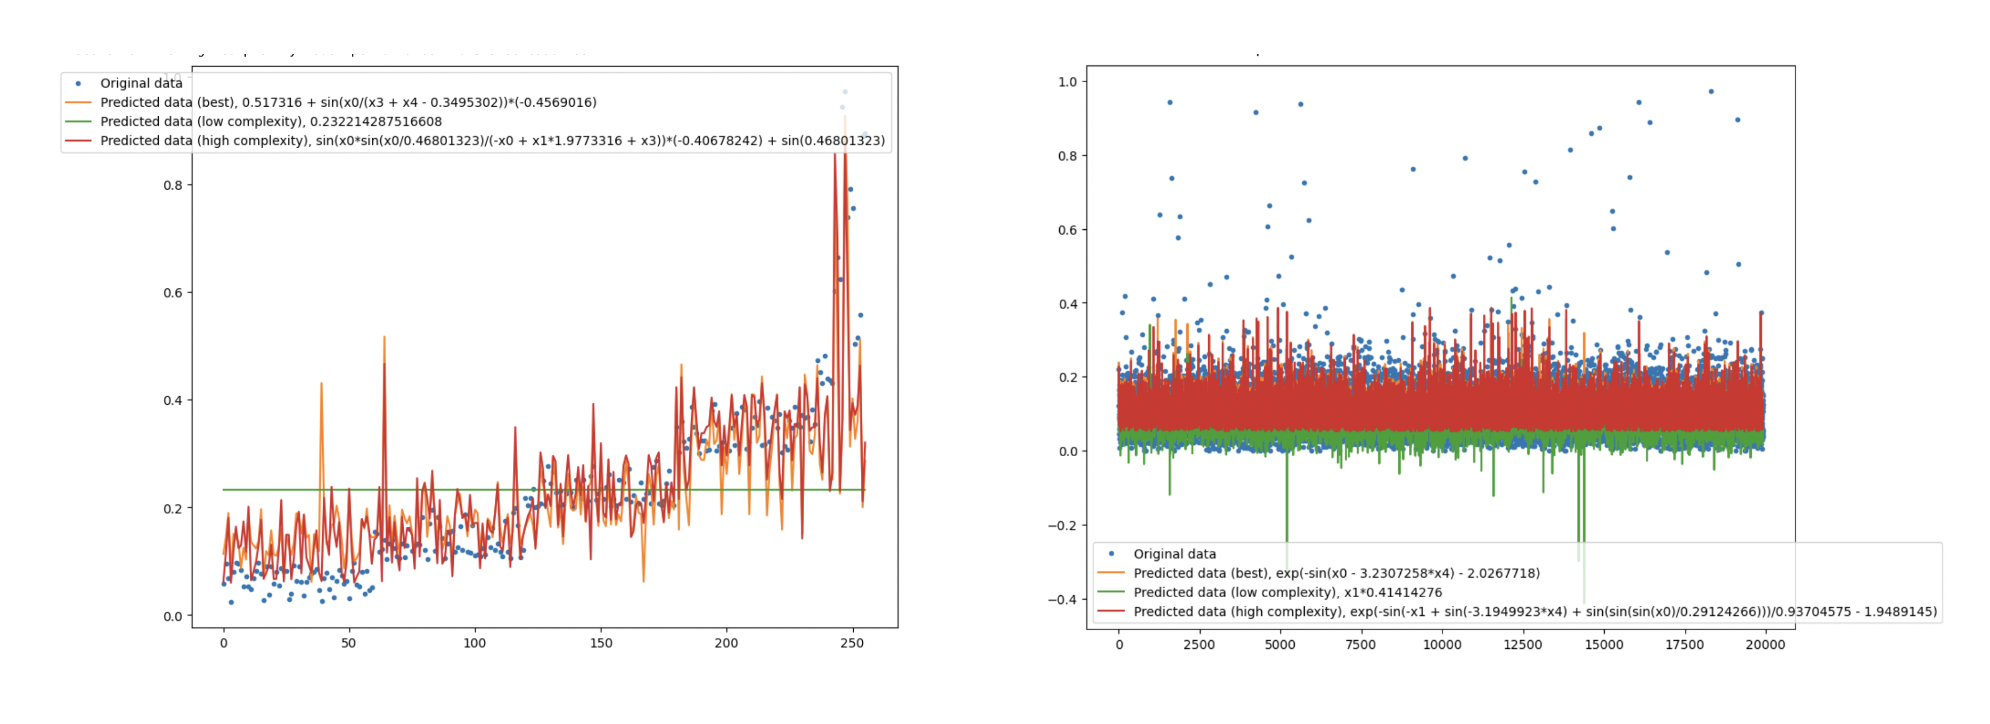 Original data
Predicted data (best), 0.517316 + sin(x0/(x3 + x4 - 0.3495302))*(-0.4569016)
Predicted data (low complexity), 0.232214287516608
Predicted data (high complexity), sin(x0*sin(x0/0.46801323)/(-x0 + x1*1.9773316 + x3))*(-0.40678242) + sin(0.46801323)
1.0
0.8
0.6
0.4
0.2
0.0
0 50 100 150 200 250
1.0
0.8
0.6
0.4
0.2
0.0
−0.2
−0.4
Original data
Predicted data (best), exp(-sin(x0 - 3.2307258*x4) - 2.0267718)
Predicted data (low complexity), x1*0.41414276
Predicted data (high complexity), exp(-sin(-x1 + sin(-3.1949923*x4) + sin(sin(sin(x0)/0.29124266)))/0.93704575 - 1.9489145)
0 2500 5000 7500 10000 12500 15000 17500 20000